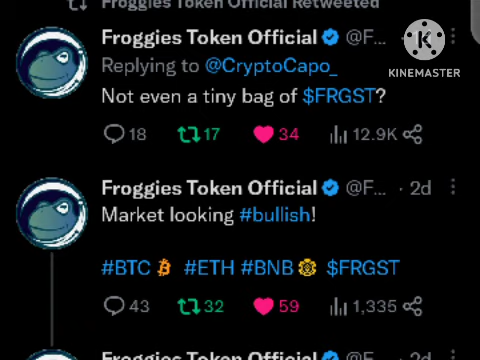 Froggies Token Official Retweeted
Froggies Token Official @F... 
Replying to @CryptoCapo_
Not even a tiny bag of $FRGST?
18 17 34 12.9K
KINEMASTER
Froggies Token Official @F... · 2d
Market looking #bullish!
#BTC #ETH #BNB $FRGST
43 32 59 1,335
Froggies Token Official @F... · 2d